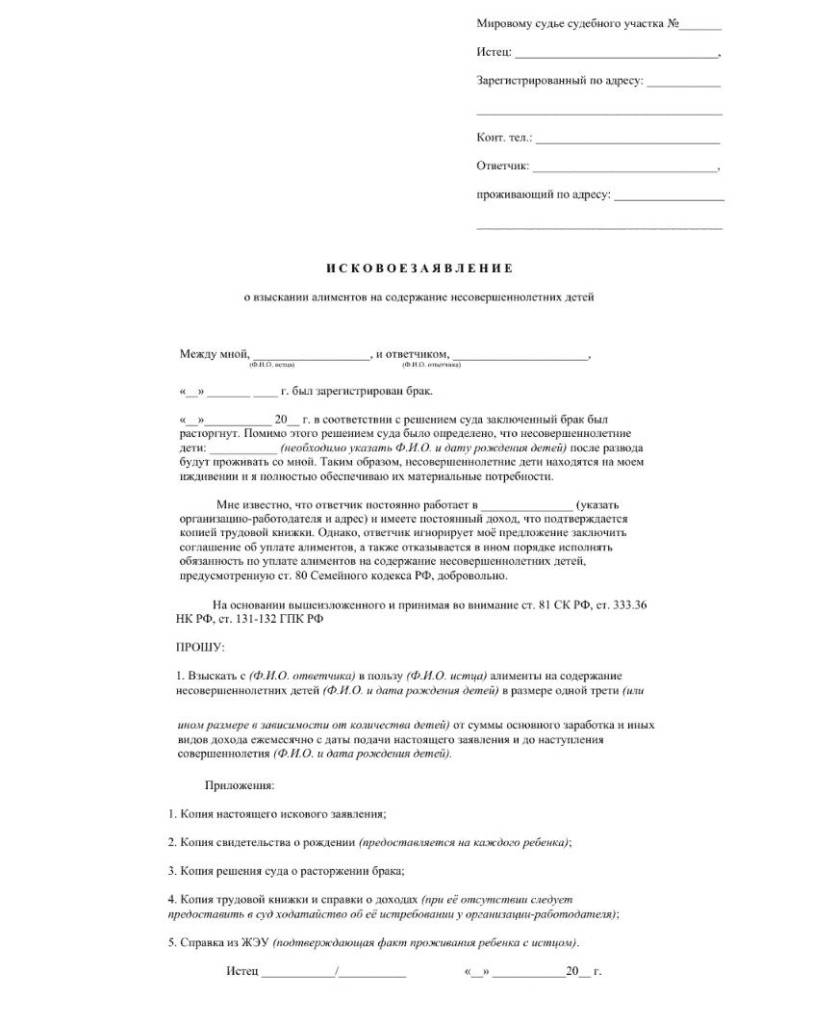 Мировому судье судебного участка №_______
Истец: _________________________________,
Зарегистрированный по адресу: ____________
________________________________________
Конт. тел.: ______________________________
Ответчик: ______________________________,
проживающий по адресу: __________________
________________________________________
И С К О В О Е З А Я В Л Е Н И Е
о взыскании алиментов на содержание несовершеннолетних детей
Между мной, ___________________, и ответчиком, ______________________,
(Ф.И.О. истца) (Ф.И.О. ответчика)
«__» _______ ____ г. был зарегистрирован брак.
«__»___________ 20__ г. в соответствии с решением суда заключенный брак был
расторгнут. Помимо этого решением суда было определено, что несовершеннолетние
дети: ___________ (необходимо указать Ф.И.О. и дату рождения детей) после развода
будут проживать со мной. Таким образом, несовершеннолетние дети находятся на моем
иждивении и я полностью обеспечиваю их материальные потребности.
Мне известно, что ответчик постоянно работает в _______________ (указать
организацию-работодателя и адрес) и имеете постоянный доход, что подтверждается
копией трудовой книжки. Однако, ответчик игнорирует моё предложение заключить
соглашение об уплате алиментов, а также отказывается в ином порядке исполнять
обязанность по уплате алиментов на содержание несовершеннолетних детей,
предусмотренную ст. 80 Семейного кодекса РФ, добровольно.
На основании вышеизложенного и принимая во внимание ст. 81 СК РФ, ст. 333.36
НК РФ, ст. 131-132 ГПК РФ
ПРОШУ:
1. Взыскать с (Ф.И.О. ответчика) в пользу (Ф.И.О. истца) алименты на содержание
несовершеннолетних детей (Ф.И.О. и дата рождения детей) в размере одной трети (или
ином размере в зависимости от количества детей) от суммы основного заработка и иных
видов дохода ежемесячно с даты подачи настоящего заявления и до наступления
совершеннолетия (Ф.И.О. и дата рождения детей).
Приложения:
1. Копия настоящего искового заявления;
2. Копия свидетельства о рождении (предоставляется на каждого ребенка);
3. Копия решения суда о расторжении брака;
4. Копия трудовой книжки и справки о доходах (при её отсутствии следует
предоставить в суд ходатайство об её истребовании у организации-работодателя);
5. Справка из ЖЭУ (подтверждающая факт проживания ребенка с истцом).
Истец ____________/___________ «__» ____________20__ г.